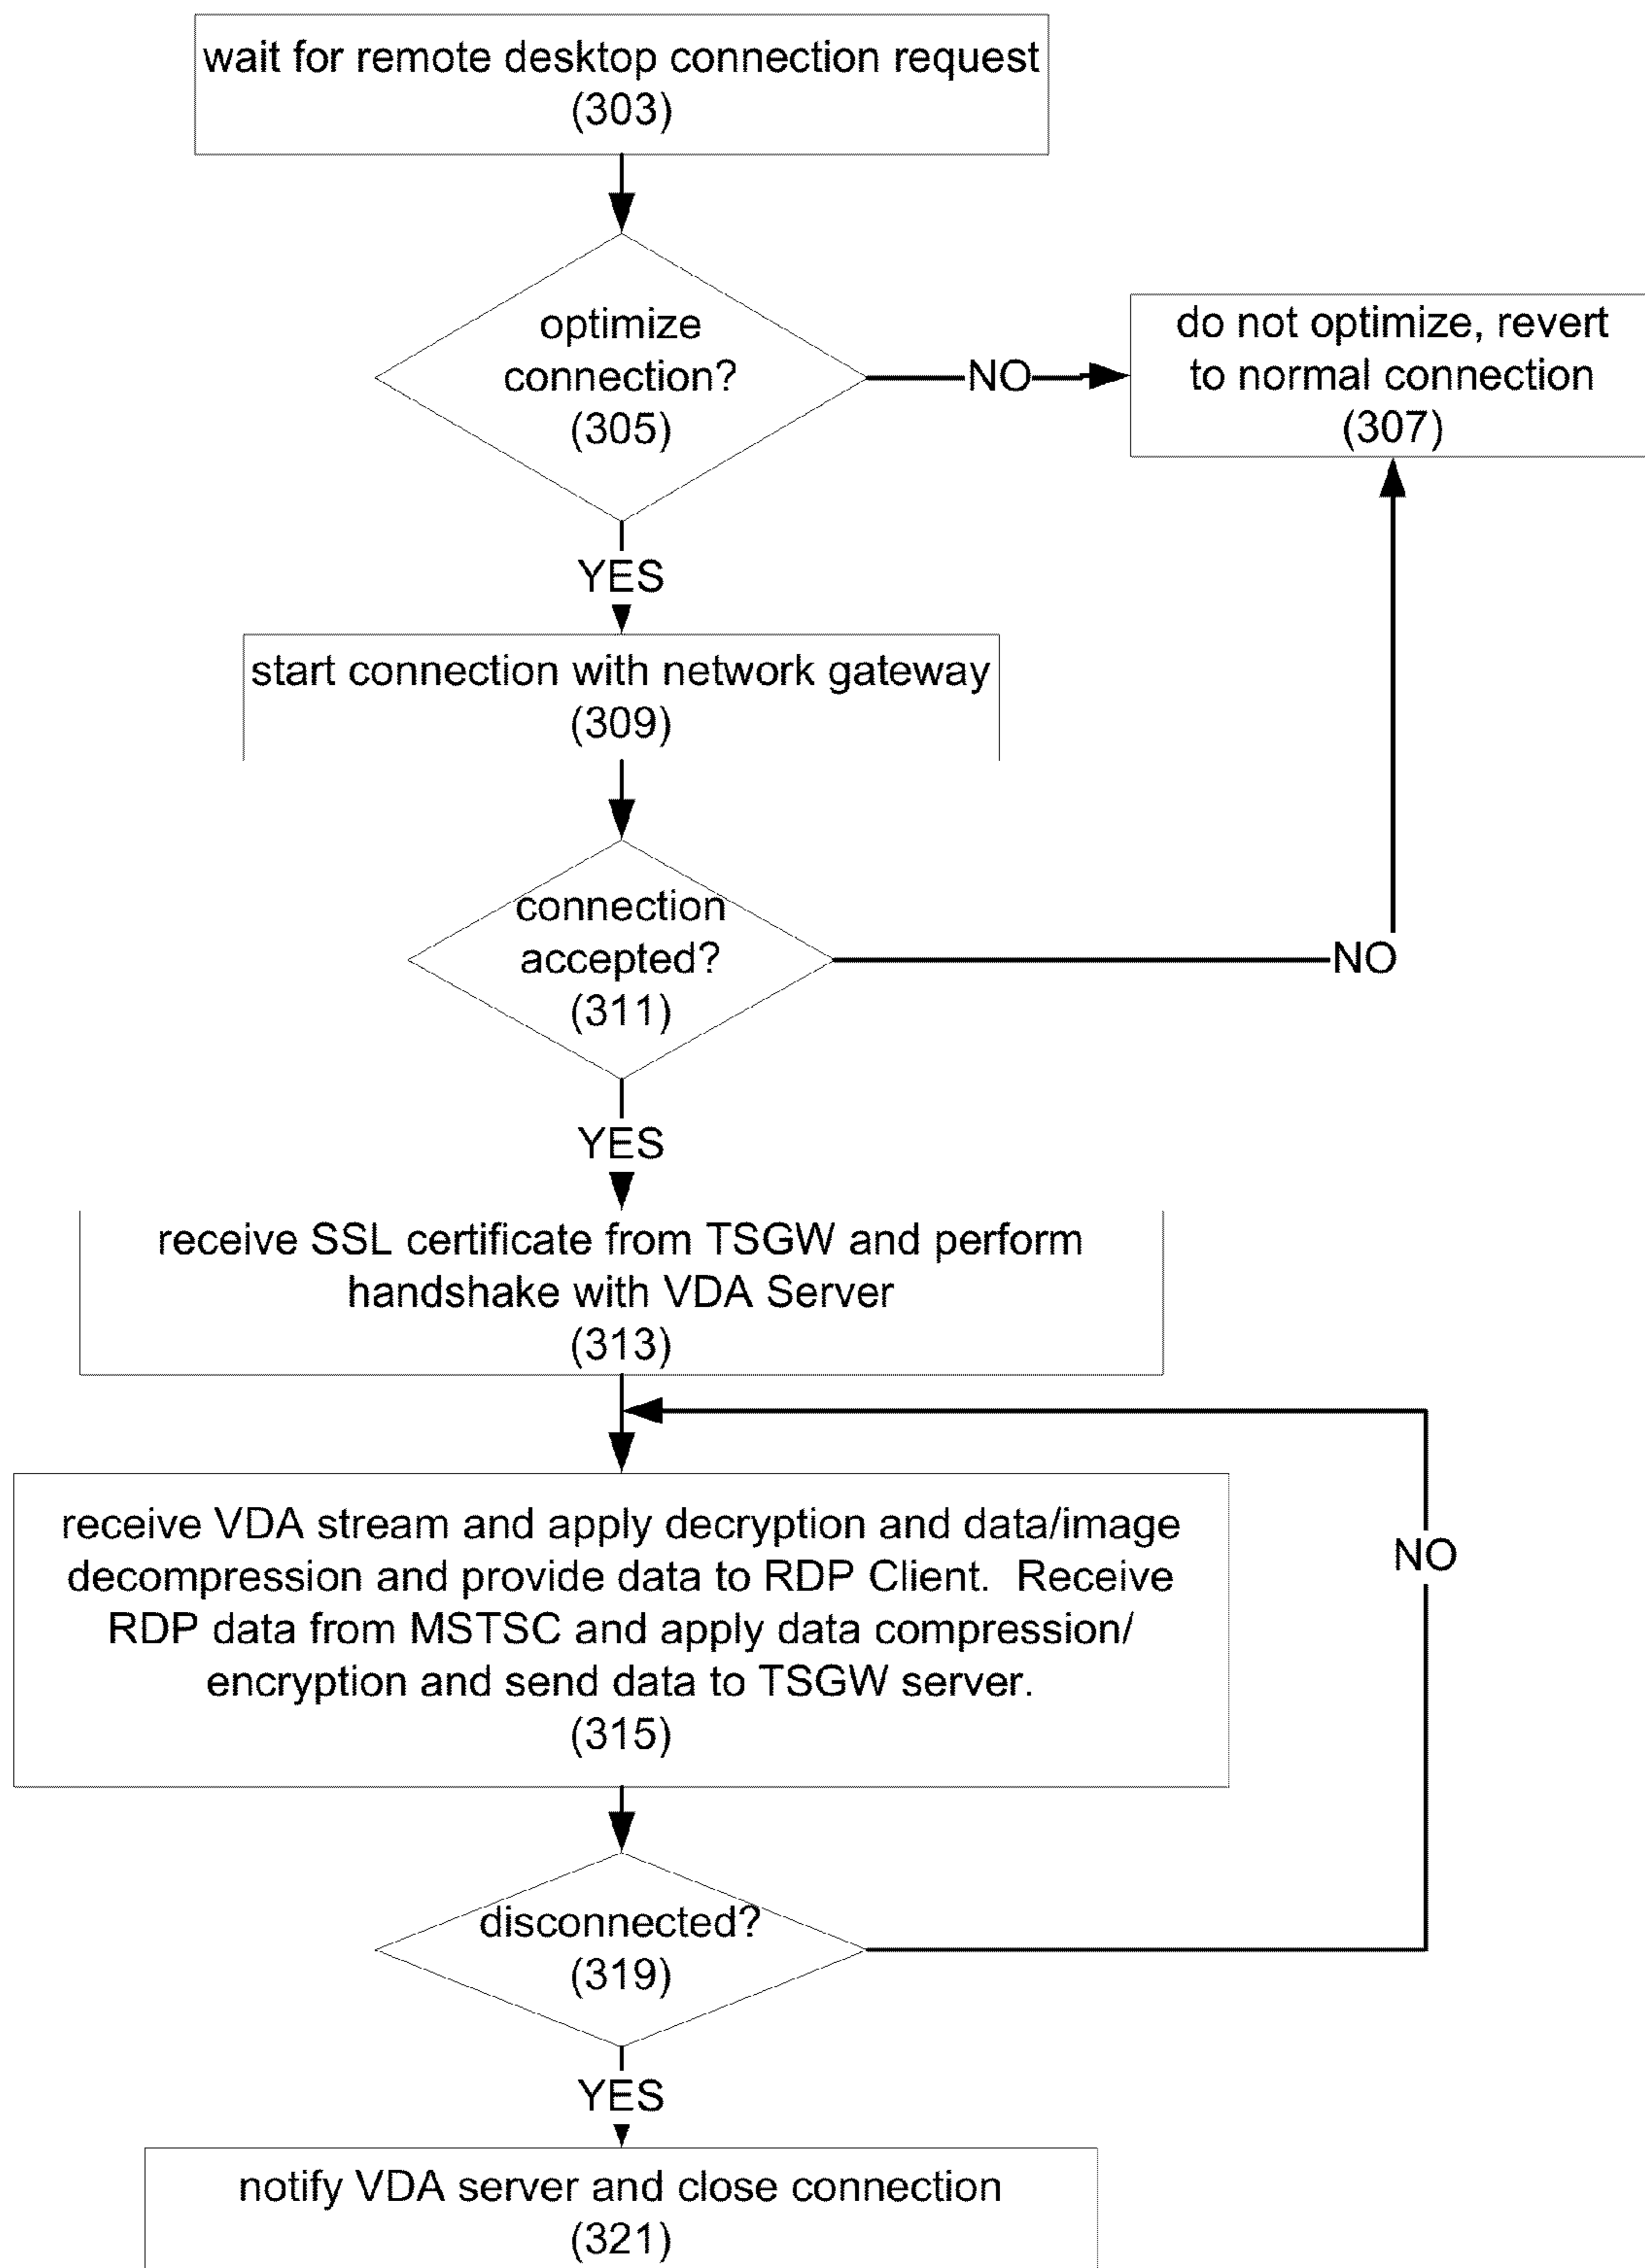 wait for remote desktop connection request
(303)
optimize
connection?
(305)
NO
do not optimize, revert
to normal connection
(307)
YES
start connection with network gateway
(309)
connection
accepted?
(311)
NO
YES
receive SSL certificate from TSGW and perform
handshake with VDA Server
(313)
receive VDA stream and apply decryption and data/image
decompression and provide data to RDP Client.  Receive
RDP data from MSTSC and apply data compression/
encryption and send data to TSGW server.
(315)
NO
disconnected?
(319)
YES
notify VDA server and close connection
(321)